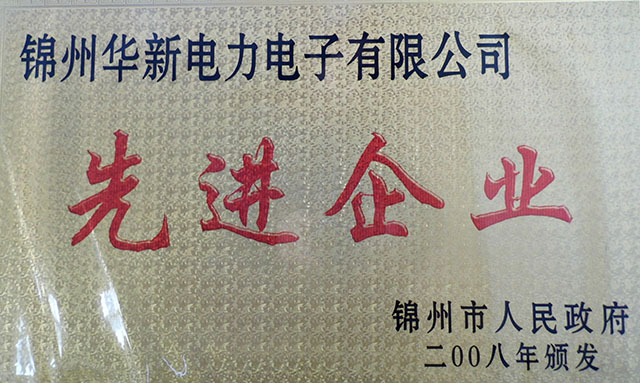 锦州华新电力电子有限公司
先进企业
锦州市人民政府
二00八年颁发